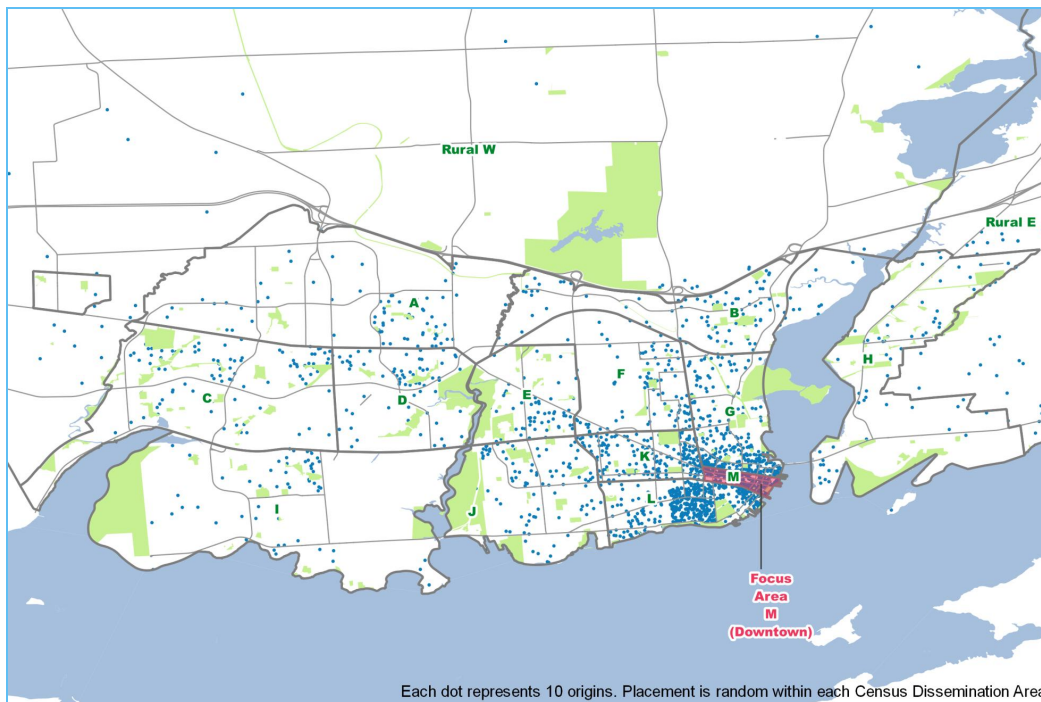 Rural W
Rural E
A
B
F
H
E
C
D
G
K
M
L
J
I
Focus
Area
M
(Downtown)
Each dot represents 10 origins. Placement is random within each Census Dissemination Area